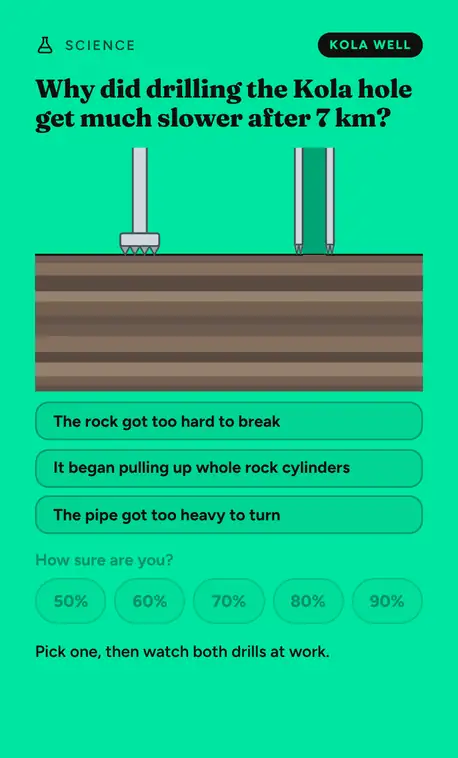 SCIENCE
KOLA WELL
Why did drilling the Kola hole
get much slower after 7 km?
The rock got too hard to break
It began pulling up whole rock cylinders
The pipe got too heavy to turn
How sure are you?
50%
60%
70%
80%
90%
Pick one, then watch both drills at work.